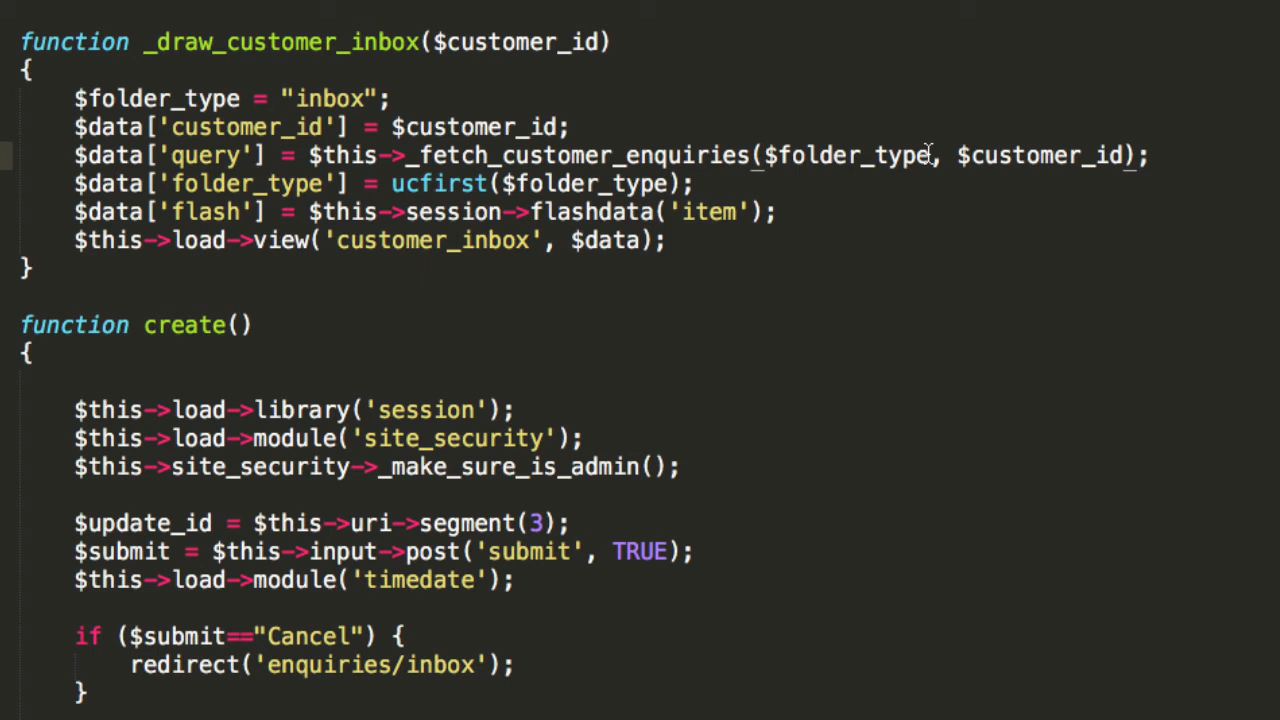 function _draw_customer_inbox($customer_id)
{
    $folder_type = "inbox";
    $data['customer_id'] = $customer_id;
    $data['query'] = $this->_fetch_customer_enquiries($folder_type, $customer_id);
    $data['folder_type'] = ucfirst($folder_type);
    $data['flash'] = $this->session->flashdata('item');
    $this->load->view('customer_inbox', $data);
}
function create()
{
    $this->load->library('session');
    $this->load->module('site_security');
    $this->site_security->_make_sure_is_admin();
    $update_id = $this->uri->segment(3);
    $submit = $this->input->post('submit', TRUE);
    $this->load->module('timedate');
    if ($submit=="Cancel") {
        redirect('enquiries/inbox');
    }